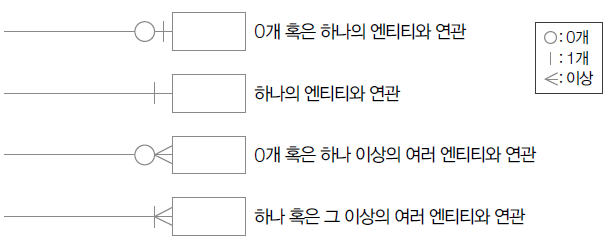 0개 혹은 하나의 엔티티와 연관
하나의 엔티티와 연관
0개 혹은 하나 이상의 여러 엔티티와 연관
하나 혹은 그 이상의 여러 엔티티와 연관
: 0개
: 1개
: 이상